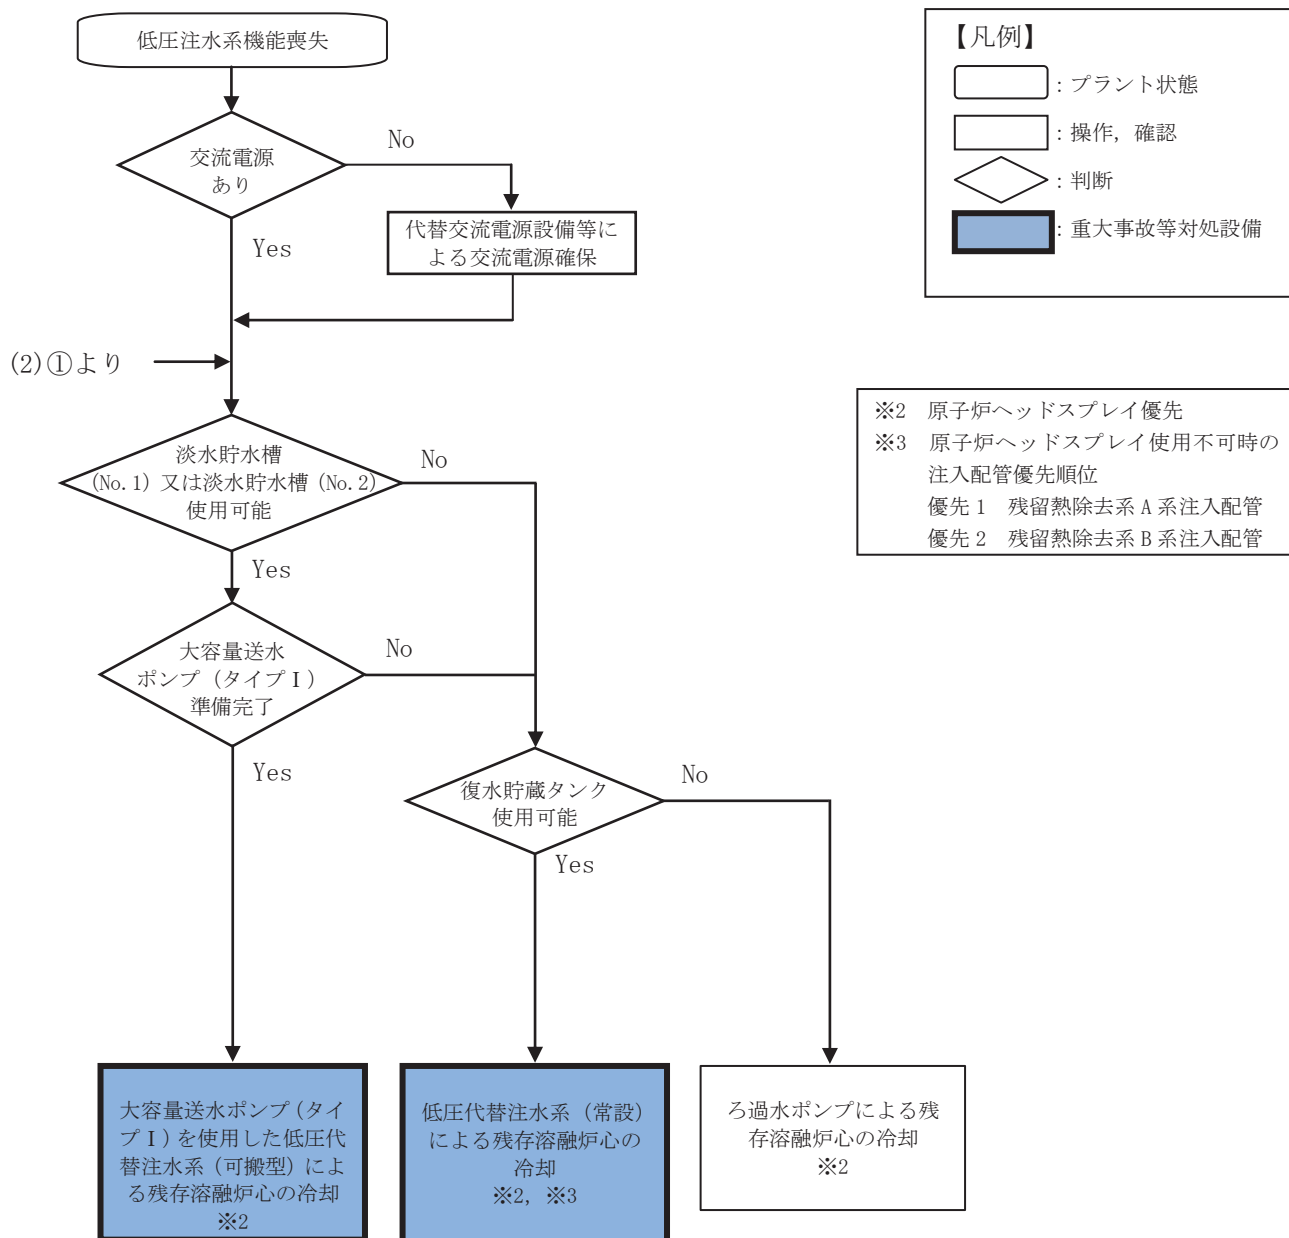 低圧注水系機能喪失
交流電源
あり
No
Yes
代替交流電源設備等に
よる交流電源確保
(2)①より
淡水貯水槽
(No.1)又は淡水貯水槽(No.2)
使用可能
No
Yes
大容量送水
ポンプ(タイプⅠ)
準備完了
No
Yes
復水貯蔵タンク
使用可能
No
Yes
大容量送水ポンプ(タイ
プⅠ)を使用した低圧代
替注水系(可搬型)によ
る残存溶融炉心の冷却
※2
低圧代替注水系(常設)
による残存溶融炉心の
冷却
※2, ※3
ろ過水ポンプによる残
存溶融炉心の冷却
※2
【凡例】
:プラント状態
:操作,確認
:判断
:重大事故等対処設備
※2 原子炉ヘッドスプレイ優先
※3 原子炉ヘッドスプレイ使用不可時の
注入配管優先順位
優先1 残留熱除去系A系注入配管
優先2 残留熱除去系B系注入配管